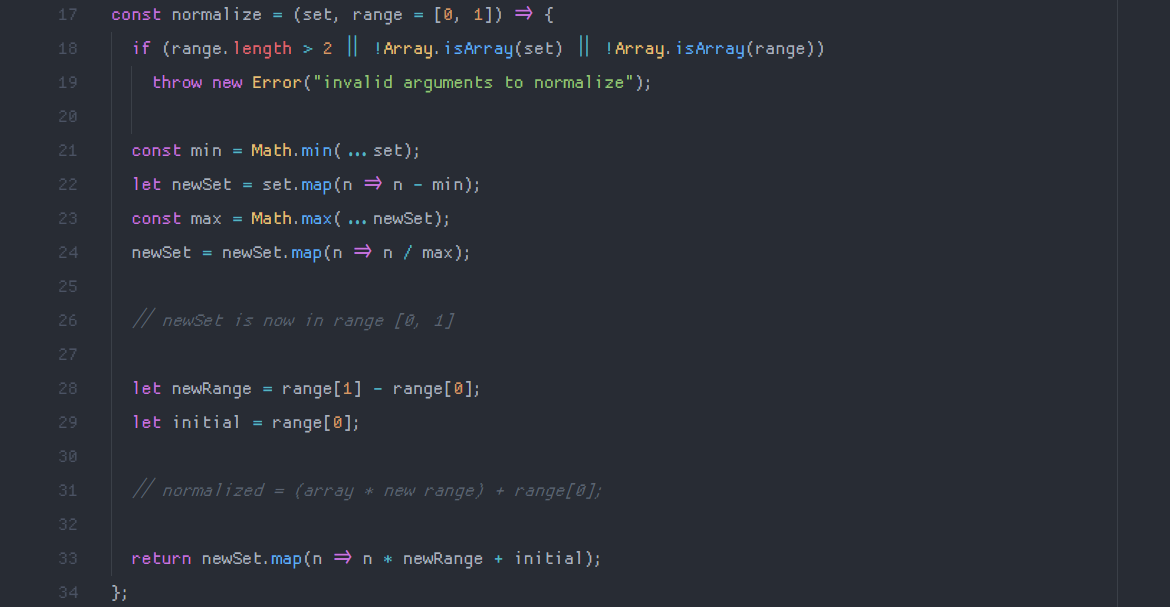 17 const normalize = (set, range = [0, 1]) => {
18 if (range.length > 2 || !Array.isArray(set) || !Array.isArray(range))
19 throw new Error("invalid arguments to normalize");
20
21 const min = Math.min(...set);
22 let newSet = set.map(n => n - min);
23 const max = Math.max(...newSet);
24 newSet = newSet.map(n => n / max);
25
26 // newSet is now in range [0, 1]
27
28 let newRange = range[1] - range[0];
29 let initial = range[0];
30
31 // normalized = (array * new range) + range[0];
32
33 return newSet.map(n => n * newRange + initial);
34 };